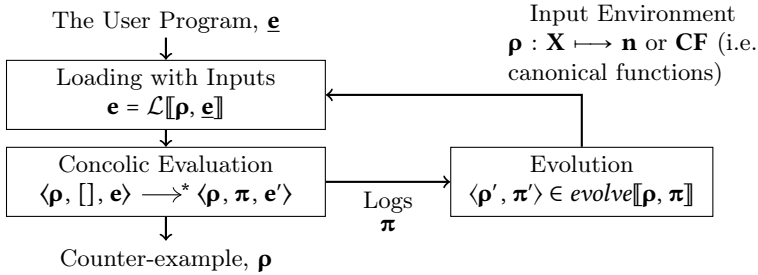 The User Program, e
Input Environment
ρ : X ⟼ n or CF (i.e.
canonical functions)
Loading with Inputs
e = ℒ⟦ρ, e⟧
Concolic Evaluation
⟨ρ, [], e⟩ ⟶* ⟨ρ, π, e′⟩
Logs
π
Evolution
⟨ρ′, π′⟩ ∈ evolve⟦ρ, π⟧
Counter-example, ρ